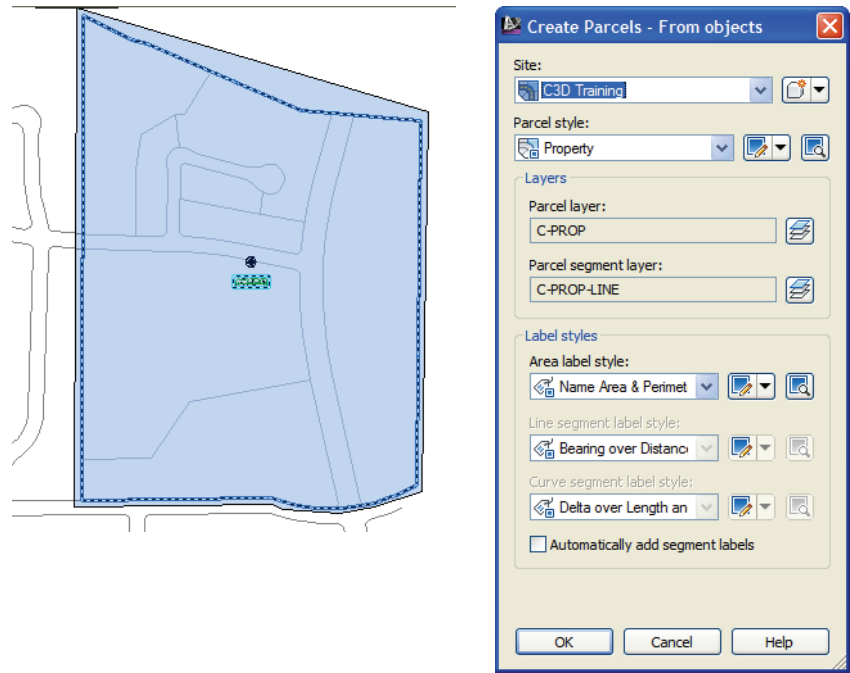 Create Parcels - From objects
Site:
C3D Training
Parcel style:
Property
Layers
Parcel layer:
C-PROP
Parcel segment layer:
C-PROP-LINE
Label styles
Area label style:
Name Area & Perimet
Line segment label style:
Bearing over Distanc
Curve segment label style:
Delta over Length an
Automatically add segment labels
OK Cancel Help